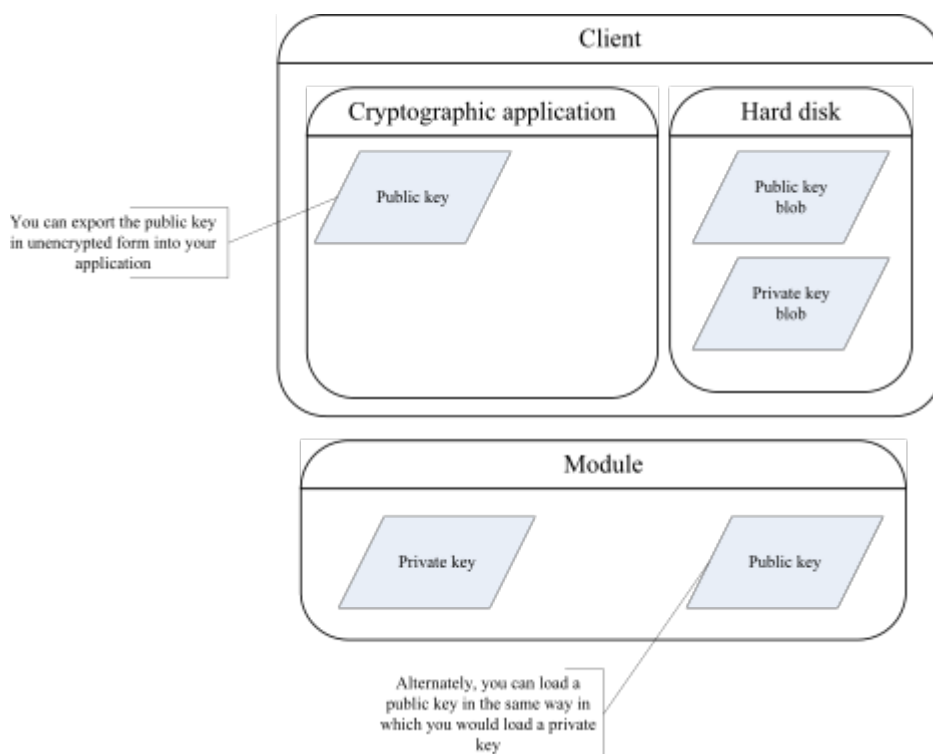 Client
Cryptographic application
Hard disk
Public key
Public key
blob
You can export the public key
in unencrypted form into your
application
Private key
blob
Module
Private key
Public key
Alternately, you can load a
public key in the same way in
which you would load a private
key